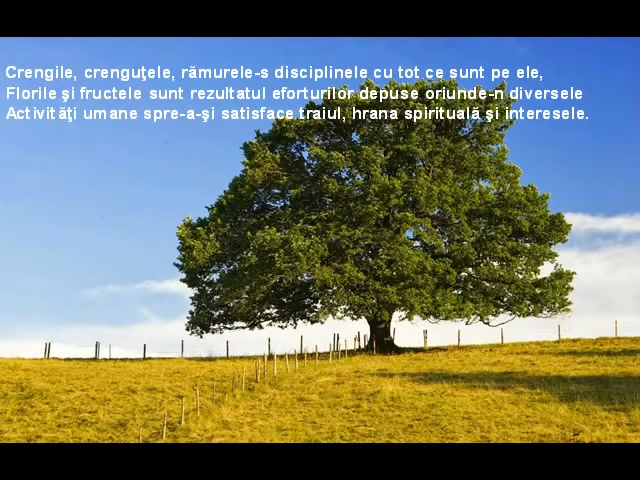 Crengile, crenguţele, rămurele-s disciplinele cu tot ce sunt pe ele,
Florile şi fructele sunt rezultatul eforturilor depuse oriunde-n diversele
Activităţi umane spre-a-şi satisface traiul, hrana spirituală şi interesele.